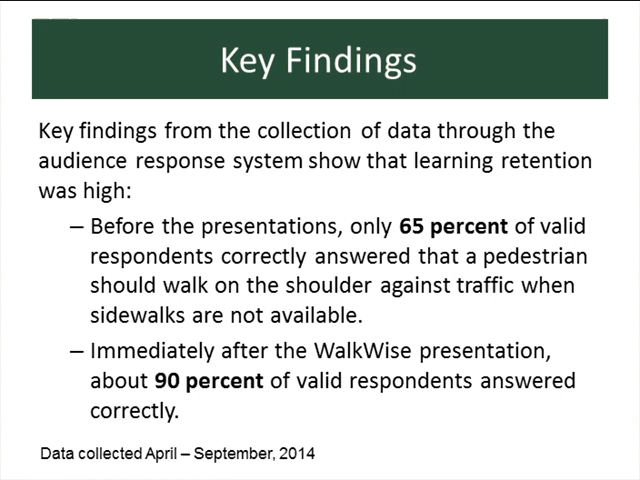 Key Findings
Key findings from the collection of data through the
audience response system show that learning retention
was high:
– Before the presentations, only 65 percent of valid
respondents correctly answered that a pedestrian
should walk on the shoulder against traffic when
sidewalks are not available.
– Immediately after the WalkWise presentation,
about 90 percent of valid respondents answered
correctly.
Data collected April – September, 2014